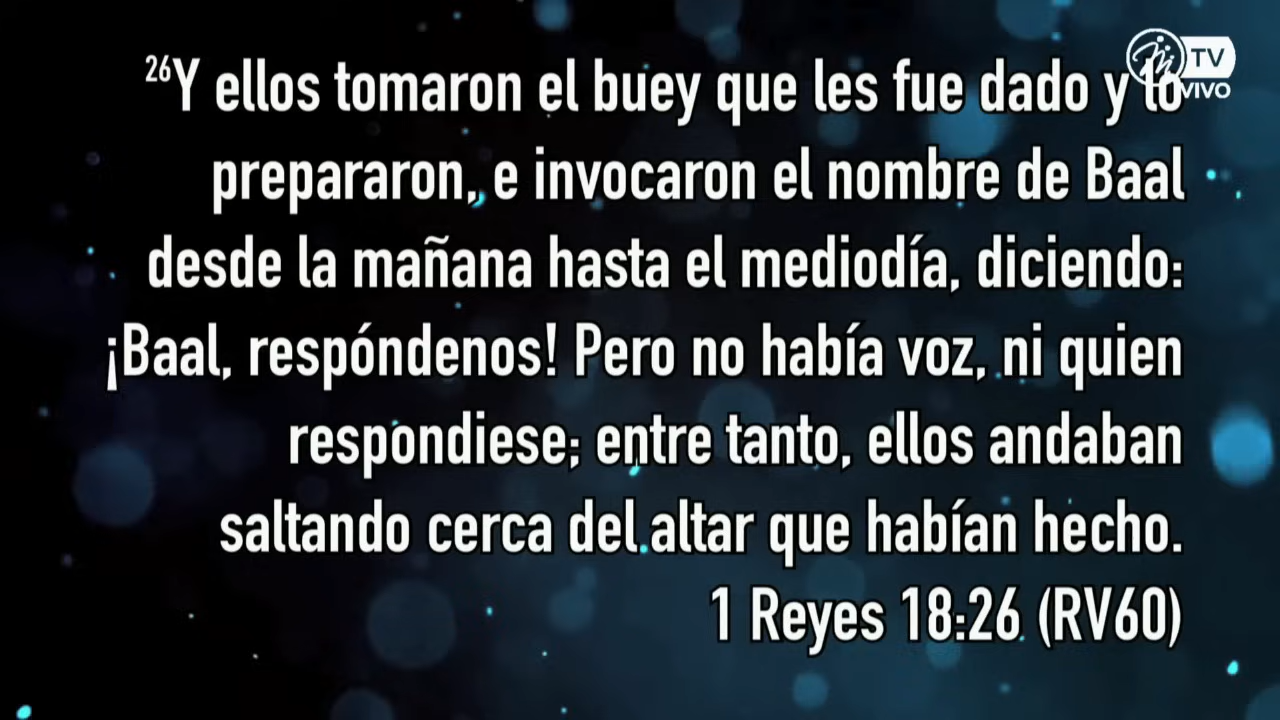 ²⁶Y ellos tomaron el buey que les fue dado y lo
prepararon, e invocaron el nombre de Baal
desde la mañana hasta el mediodía, diciendo:
¡Baal, respóndenos! Pero no había voz, ni quien
respondiese; entre tanto, ellos andaban
saltando cerca del altar que habían hecho.
1 Reyes 18:26 (RV60)
TV
VIVO